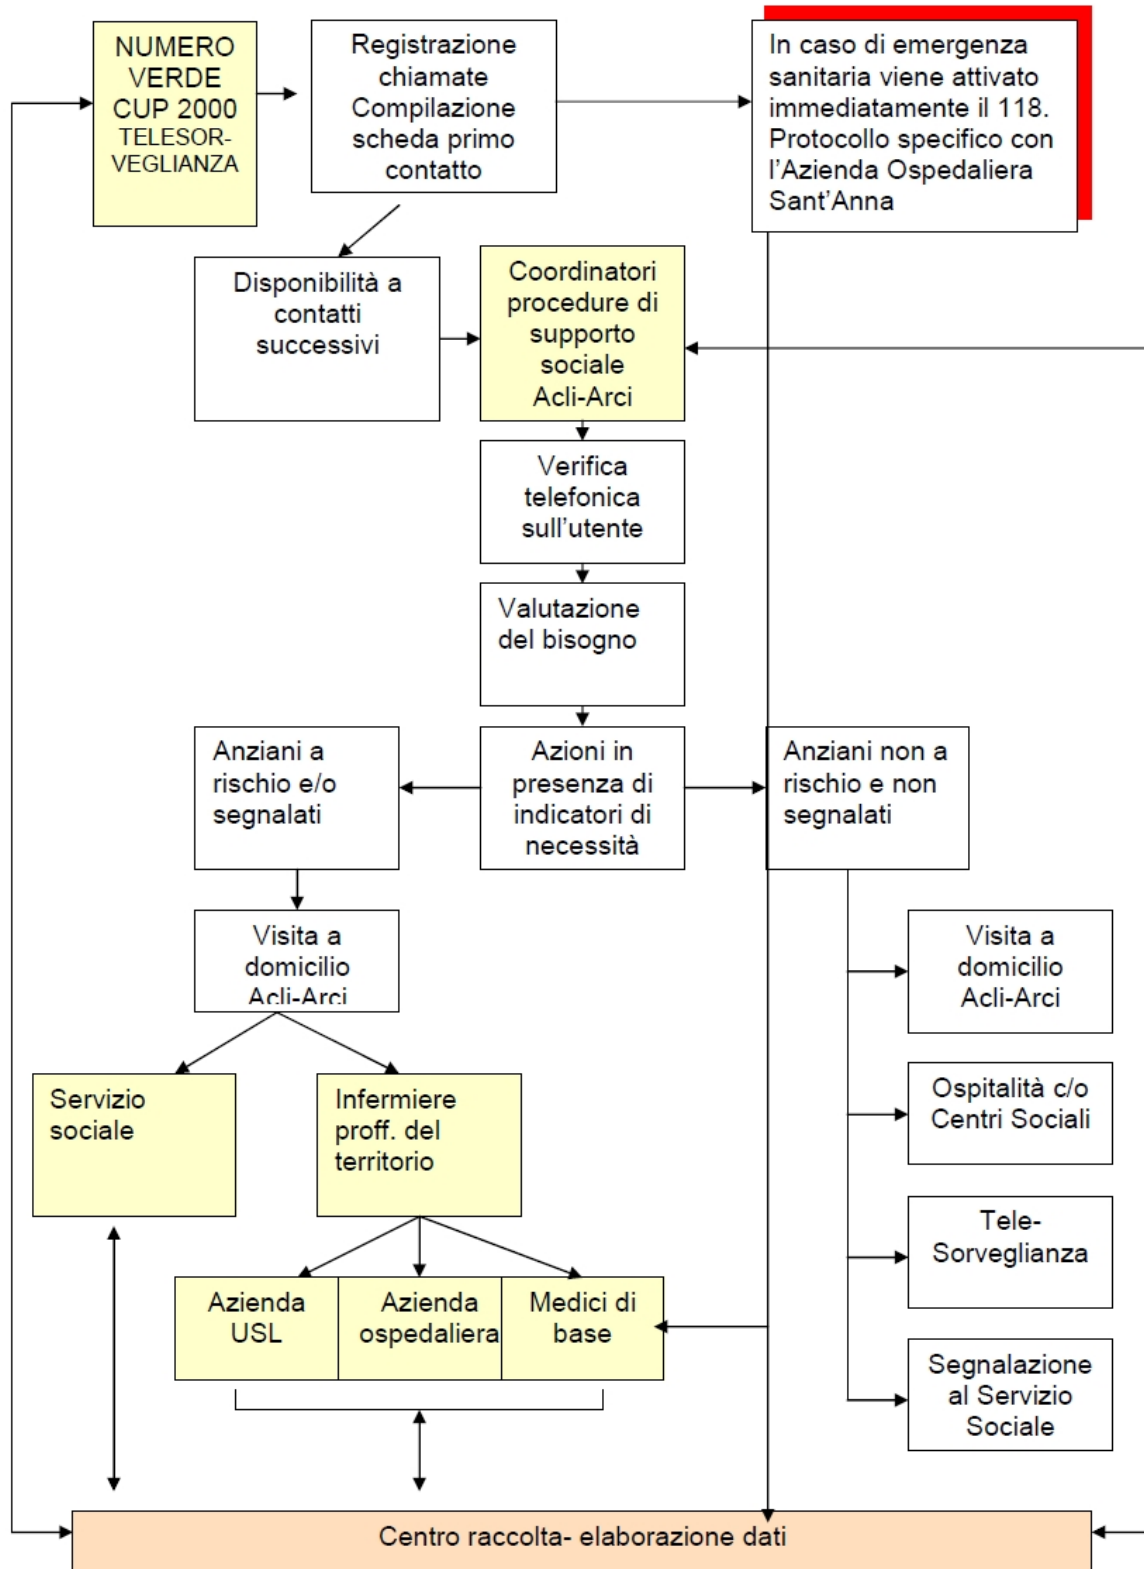 NUMERO
VERDE
CUP 2000
TELESOR-
VEGLIANZA
Registrazione
chiamate
Compilazione
scheda primo
contatto
In caso di emergenza
sanitaria viene attivato
immediatamente il 118.
Protocollo specifico con
l'Azienda Ospedaliera
Sant'Anna
Disponibilità a
contatti
successivi
Coordinatori
procedure di
supporto
sociale
Acli-Arci
Verifica
telefonica
sull'utente
Valutazione
del bisogno
Anziani a
rischio e/o
segnalati
Azioni in
presenza di
indicatori di
necessità
Anziani non a
rischio e non
segnalati
Visita a
domicilio
Acli-Arci
Visita a
domicilio
Acli-Arci
Ospitalità c/o
Centri Sociali
Tele-
Sorveglianza
Segnalazione
al Servizio
Sociale
Servizio
sociale
Infermiere
proff. del
territorio
Azienda
USL
Azienda
ospedaliera
Medici di
base
Centro raccolta- elaborazione dati